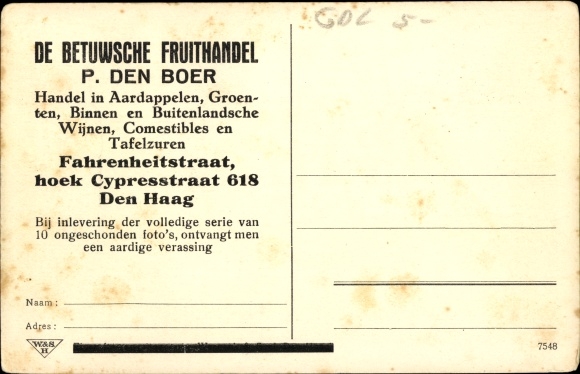 GDL 5-
DE BETUWSCHE FRUITHANDEL
P. DEN BOER
Handel in Aardappelen, Groen-
ten, Binnen en Buitenlandsche
Wijnen, Comestibles en
Tafelzuren
Fahrenheitstraat,
hoek Cypresstraat 618
Den Haag
Bij inlevering der volledige serie van
10 ongeschonden foto's, ontvangt men
een aardige verassing
Naam:
Adres:
W&S.
H
7548